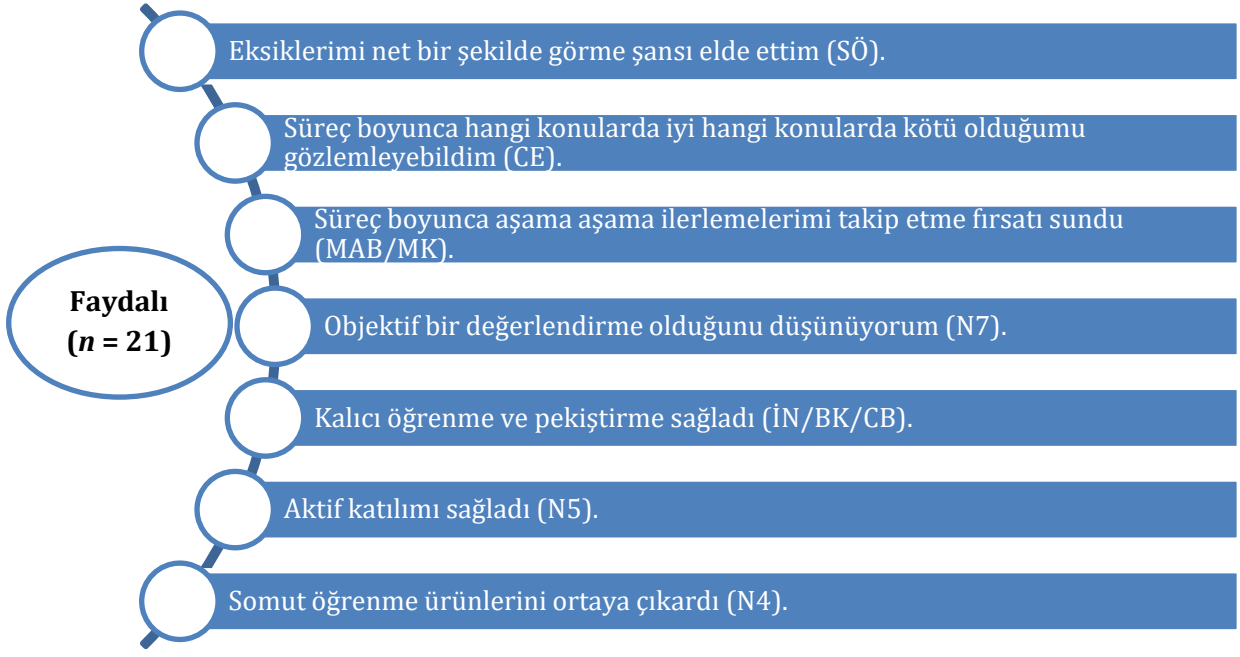 Eksiklerimi net bir şekilde görme şansı elde ettim (SÖ).
Süreç boyunca hangi konularda iyi hangi konularda kötü olduğumu
gözlemleyebildim (CE).
Süreç boyunca aşama aşama ilerlemelerimi takip etme fırsatı sundu
(MAB/MK).
Faydalı
(n = 21)
Objektif bir değerlendirme olduğunu düşünüyorum (N7).
Kalıcı öğrenme ve pekiştirme sağladı (İN/BK/CB).
Aktif katılımı sağladı (N5).
Somut öğrenme ürünlerini ortaya çıkardı (N4).